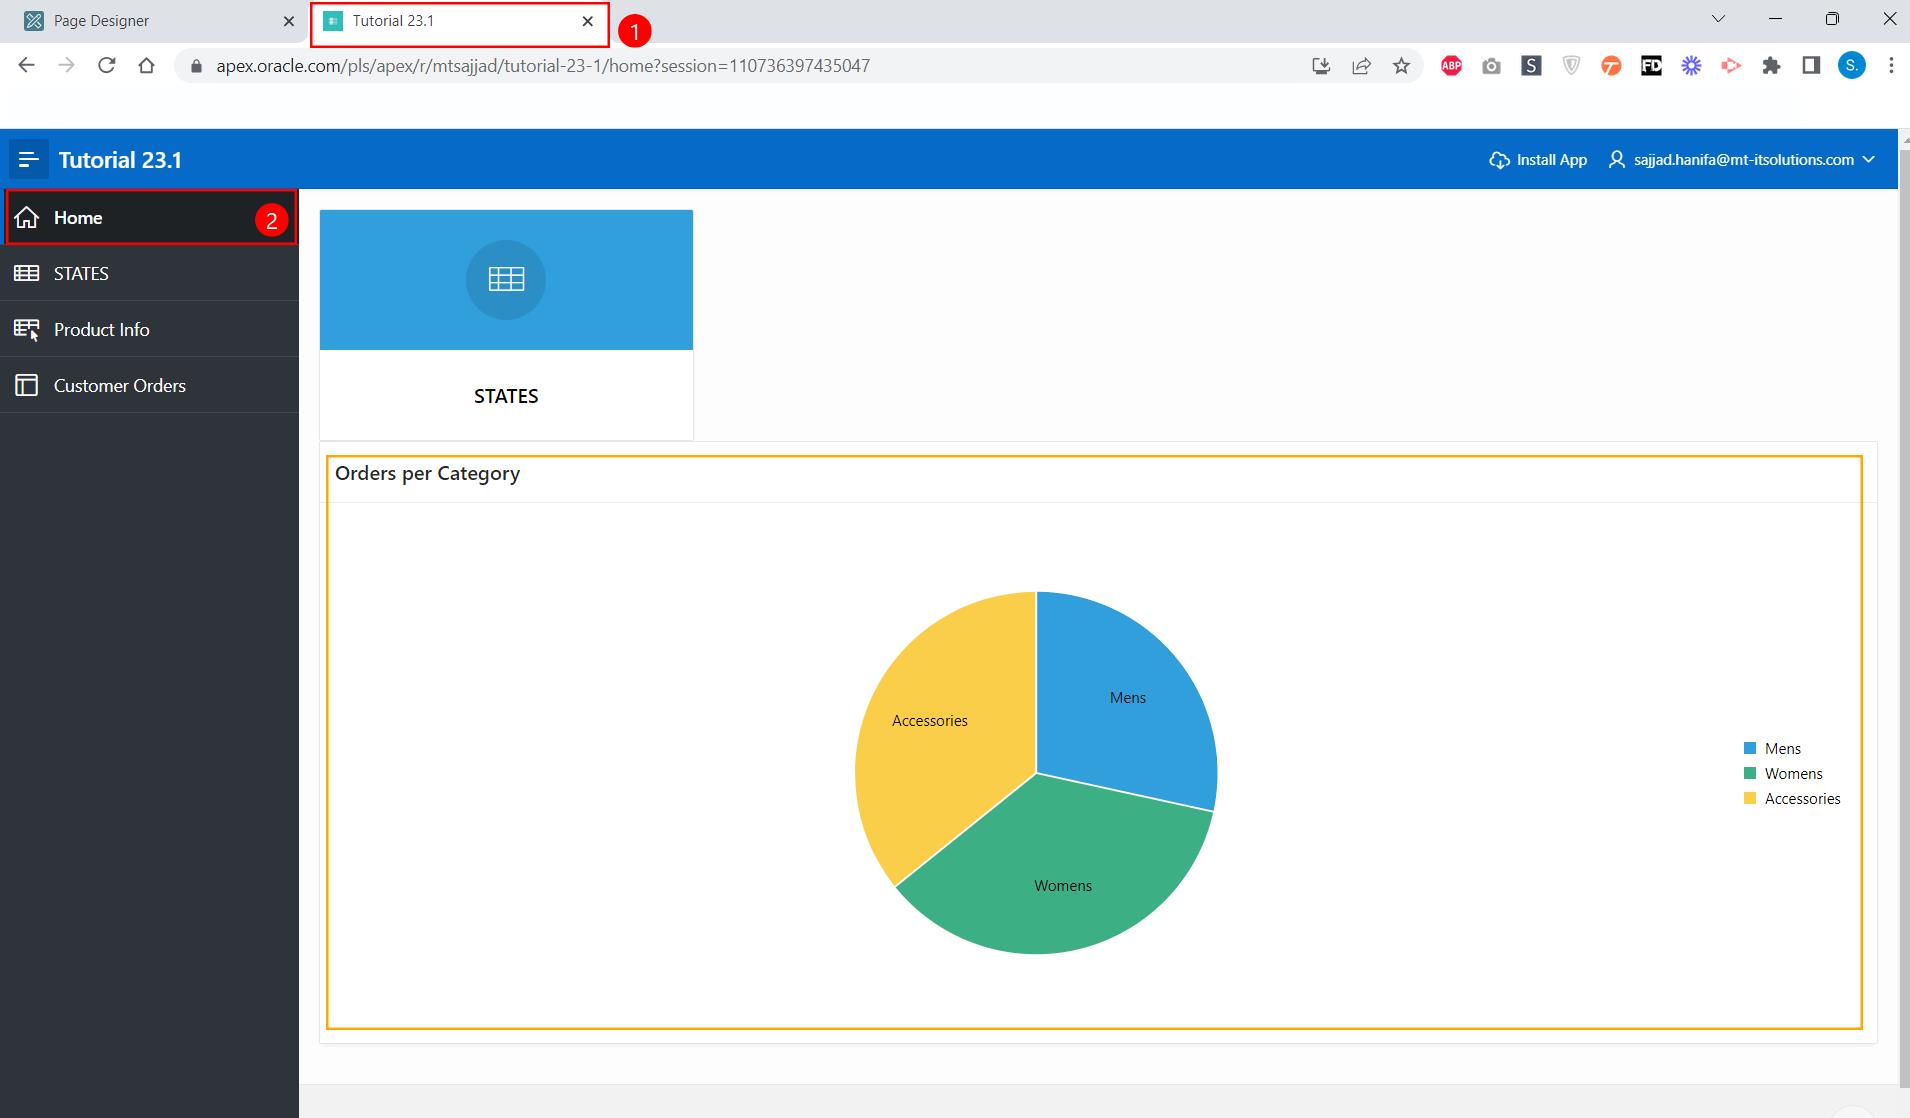 Page Designer
Tutorial 23.1
1
apex.oracle.com/pls/apex/r/mtsajjad/tutorial-23-1/home?session=110736397435047
ABP
S
FD
S.
Tutorial 23.1
Install App
sajjad.hanifa@mt-itsolutions.com
Home
2
STATES
Product Info
Customer Orders
STATES
Orders per Category
Mens
Accessories
Womens
Mens
Womens
Accessories